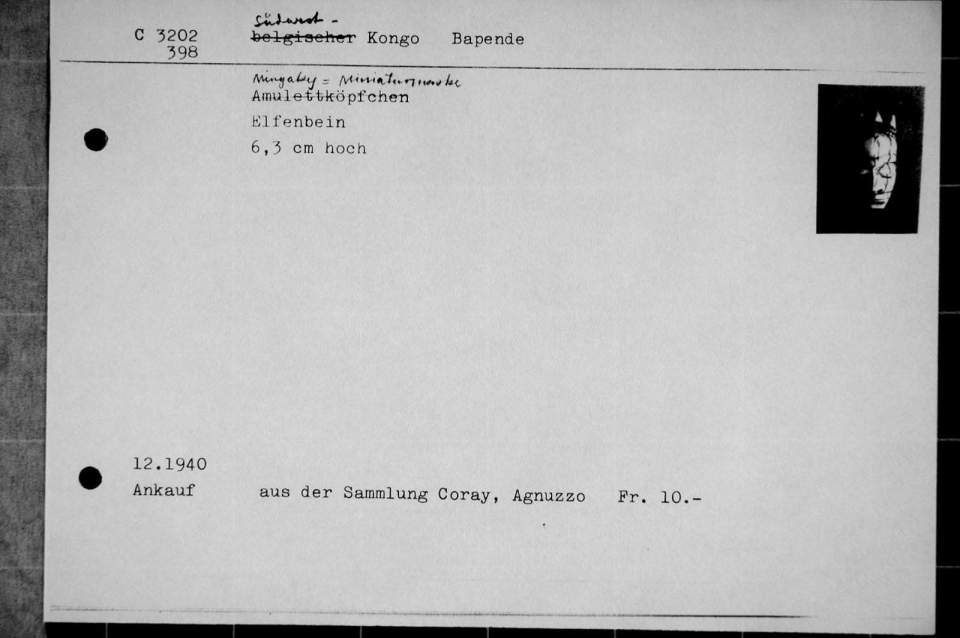 Südwest-
C 3202 belgischer Kongo Bapende
398
= Miniaturmaske
Amulettköpfchen
Elfenbein
6,3 cm hoch
12.1940
Ankauf aus der Sammlung Coray, Agnuzzo Fr. 10.-